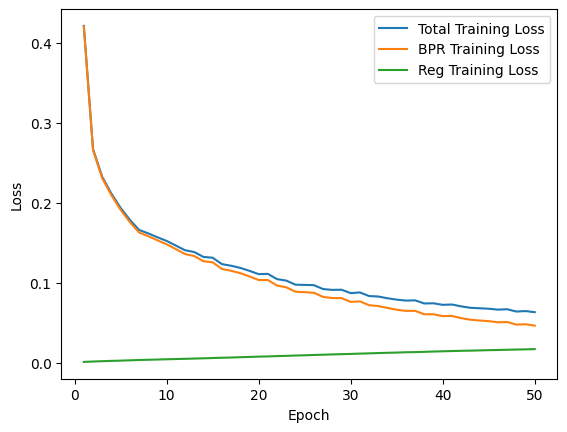 Total Training Loss
BPR Training Loss
Reg Training Loss
Loss
0.4
0.3
0.2
0.1
0.0
0 10 20 30 40 50
Epoch